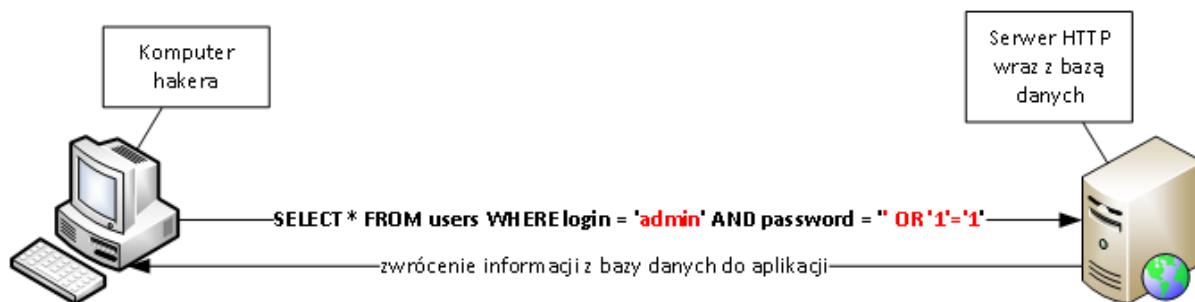 Komputer
hakera
Serwer HTTP
wraz z bazą
danych
SELECT * FROM users WHERE login = 'admin' AND password = '' OR '1'='1'
zwrócenie informacji z bazy danych do aplikacji